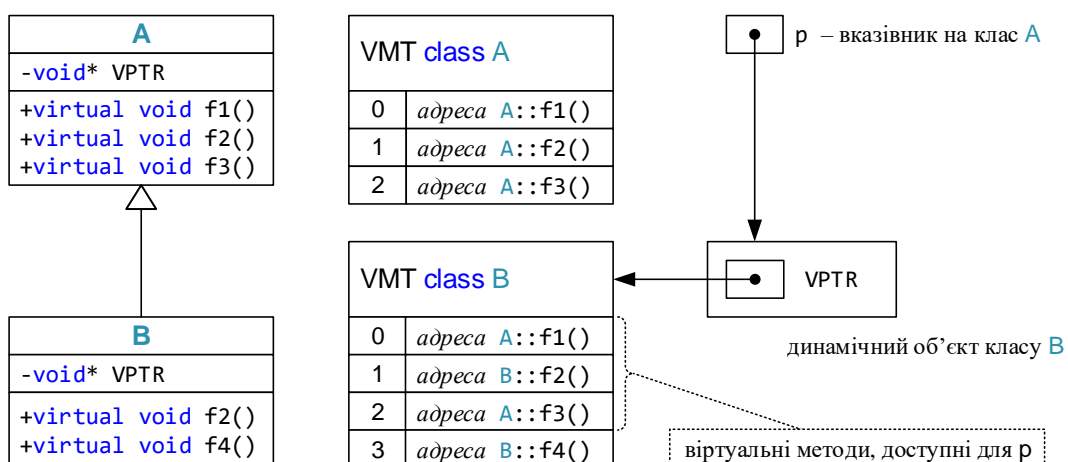 A
-void* VPTR
+virtual void f1()
+virtual void f2()
+virtual void f3()
VMT class A
0 адреса A::f1()
1 адреса A::f2()
2 адреса A::f3()
p – вказівник на клас A
B
-void* VPTR
+virtual void f2()
+virtual void f4()
VMT class B
0 адреса A::f1()
1 адреса B::f2()
2 адреса A::f3()
3 адреса B::f4()
VPTR
динамічний об’єкт класу B
віртуальні методи, доступні для p